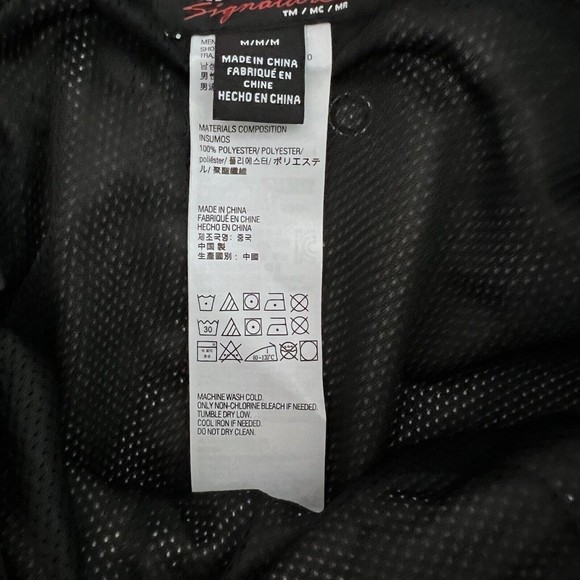 Signature
TM / MC / MR
M/M/M
MADE IN CHINA
FABRIQUÉ EN
CHINE
HECHO EN CHINA
MATERIALS COMPOSITION
INSUMOS
100% POLYESTER/ POLYESTER/
poliéster/ 폴리에스터/ ポリエステ
ル/ 聚酯纖維
MADE IN CHINA
FABRIQUÉ EN CHINE
HECHO EN CHINA
제조국명: 중국
中国 製
生產國別: 中國
30
80-120°C
MACHINE WASH COLD.
ONLY NON-CHLORINE BLEACH IF NEEDED.
TUMBLE DRY LOW.
COOL IRON IF NEEDED.
DO NOT DRY CLEAN.